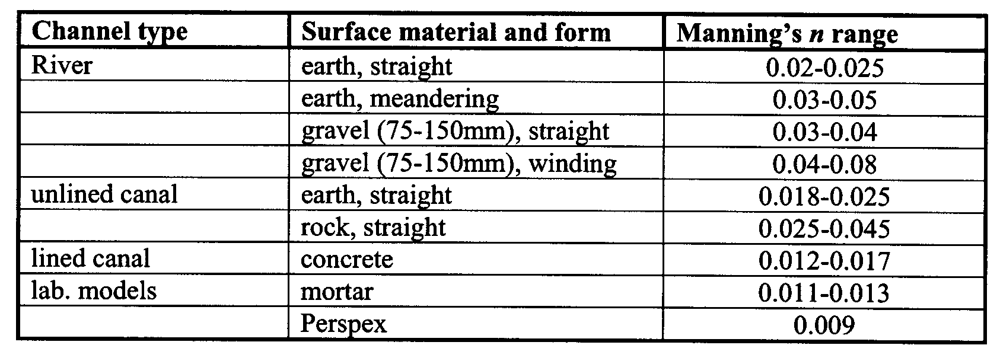 Channel type Surface material and form Manning's n range
River earth, straight 0.02-0.025
earth, meandering 0.03-0.05
gravel (75-150mm), straight 0.03-0.04
gravel (75-150mm), winding 0.04-0.08
unlined canal earth, straight 0.018-0.025
rock, straight 0.025-0.045
lined canal concrete 0.012-0.017
lab. models mortar 0.011-0.013
Perspex 0.009